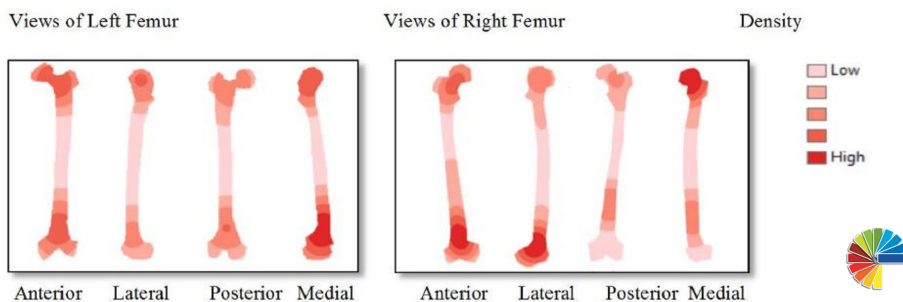 Views of Left Femur
Views of Right Femur
Density
Low
High
Anterior Lateral Posterior Medial
Anterior Lateral Posterior Medial